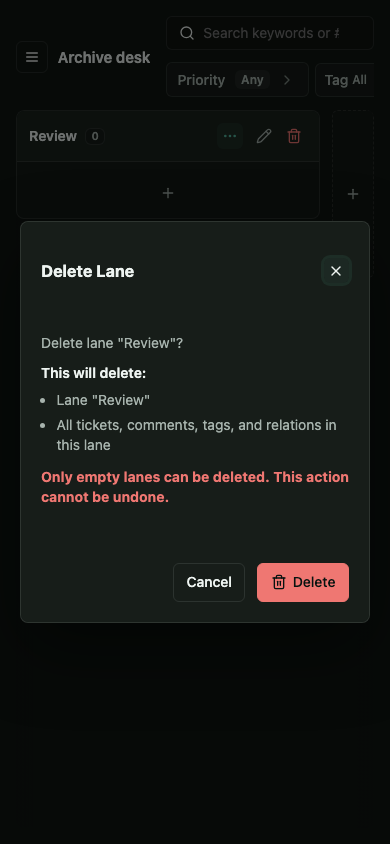 Archive desk
Search keywords or #
Priority Any
Tag All
Review 0
Delete Lane
Delete lane "Review"?
This will delete:
Lane "Review"
All tickets, comments, tags, and relations in
this lane
Only empty lanes can be deleted. This action
cannot be undone.
Cancel
Delete